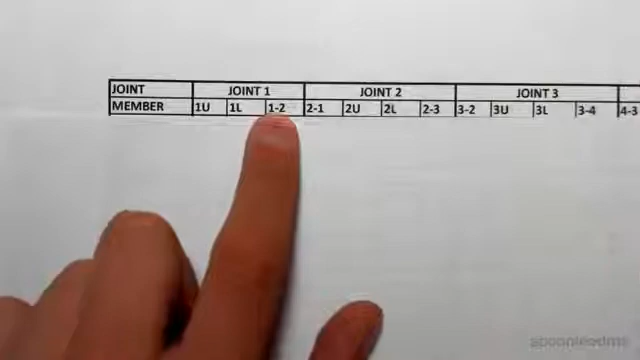 JOINT JOINT 1 JOINT 2 JOINT 3
MEMBER 1U 1L 1-2 2-1 2U 2L 2-3 3-2 3U 3L 3-4 4-3